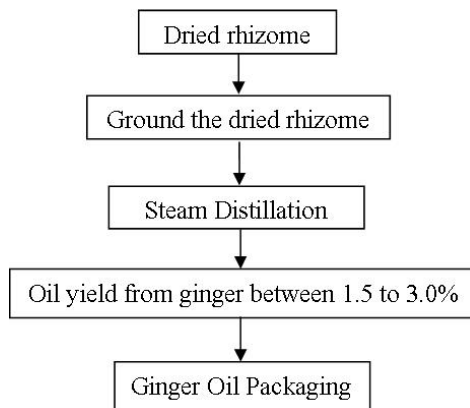 Dried rhizome
Ground the dried rhizome
Steam Distillation
Oil yield from ginger between 1.5 to 3.0%
Ginger Oil Packaging